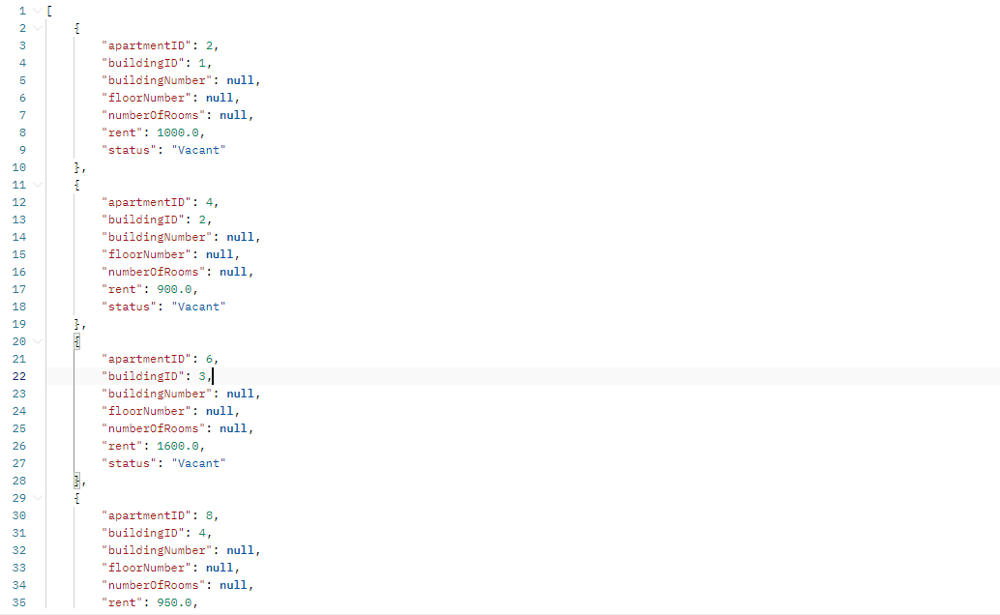 1 [
2 {
3 "apartmentID": 2,
4 "buildingID": 1,
5 "buildingNumber": null,
6 "floorNumber": null,
7 "numberOfRooms": null,
8 "rent": 1000.0,
9 "status": "Vacant"
10 },
11 {
12 "apartmentID": 4,
13 "buildingID": 2,
14 "buildingNumber": null,
15 "floorNumber": null,
16 "numberOfRooms": null,
17 "rent": 900.0,
18 "status": "Vacant"
19 },
20 {
21 "apartmentID": 6,
22 "buildingID": 3,
23 "buildingNumber": null,
24 "floorNumber": null,
25 "numberOfRooms": null,
26 "rent": 1600.0,
27 "status": "Vacant"
28 },
29 {
30 "apartmentID": 8,
31 "buildingID": 4,
32 "buildingNumber": null,
33 "floorNumber": null,
34 "numberOfRooms": null,
35 "rent": 950.0,